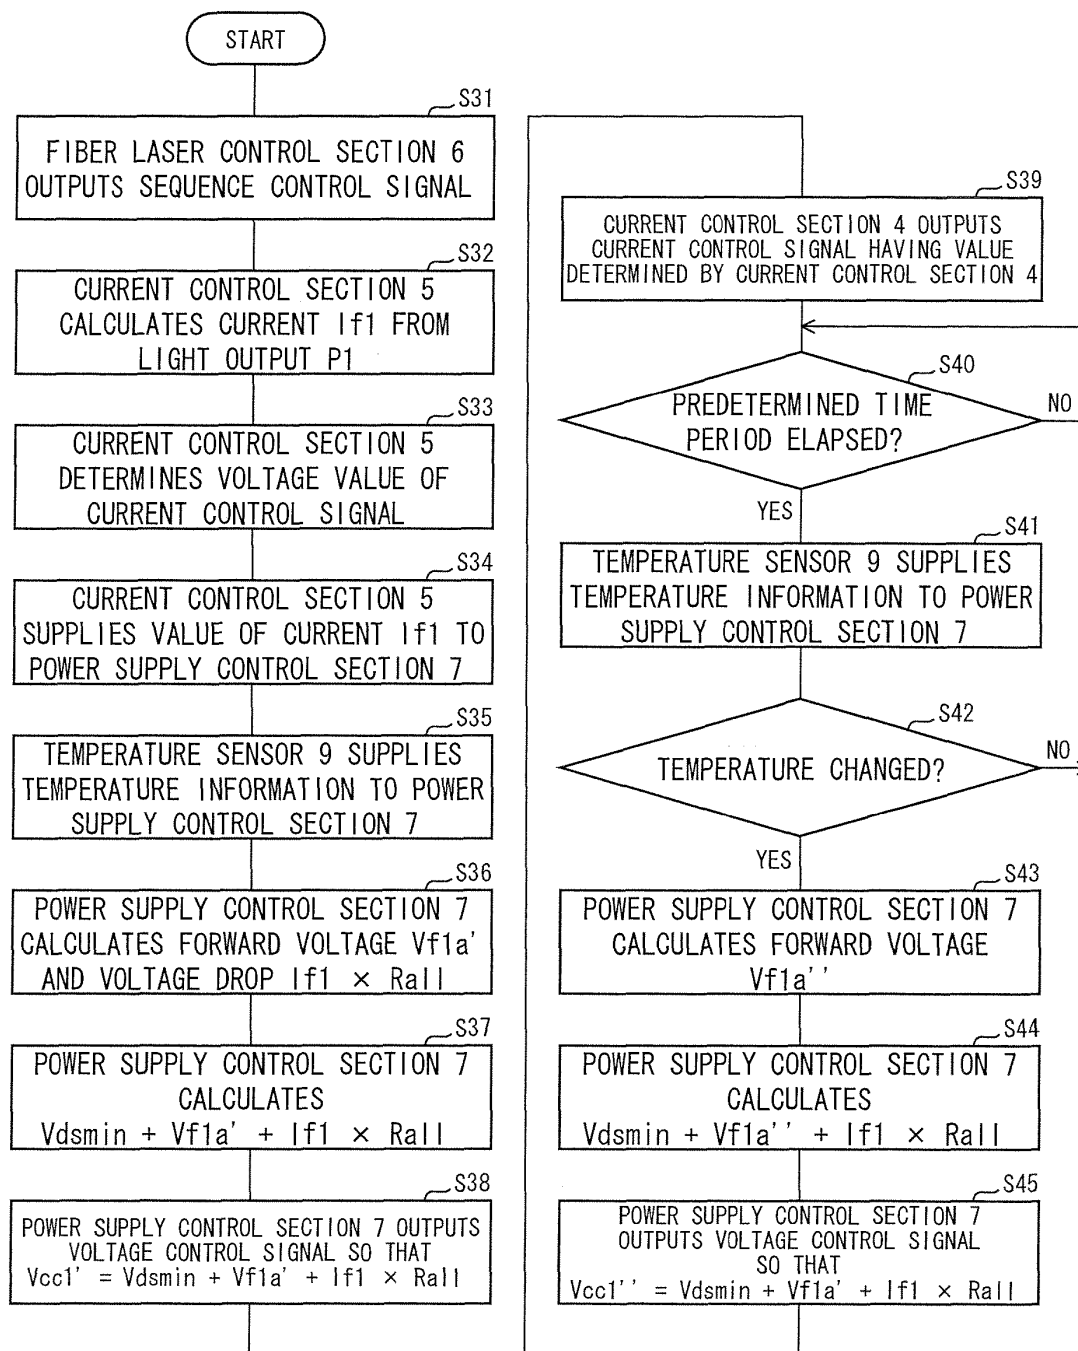 START
S31
FIBER LASER CONTROL SECTION 6
OUTPUTS SEQUENCE CONTROL SIGNAL
S32
CURRENT CONTROL SECTION 5
CALCULATES CURRENT If1 FROM
LIGHT OUTPUT P1
S33
CURRENT CONTROL SECTION 5
DETERMINES VOLTAGE VALUE OF
CURRENT CONTROL SIGNAL
S34
CURRENT CONTROL SECTION 5
SUPPLIES VALUE OF CURRENT If1 TO
POWER SUPPLY CONTROL SECTION 7
S35
TEMPERATURE SENSOR 9 SUPPLIES
TEMPERATURE INFORMATION TO POWER
SUPPLY CONTROL SECTION 7
S36
POWER SUPPLY CONTROL SECTION 7
CALCULATES FORWARD VOLTAGE Vf1a'
AND VOLTAGE DROP If1 × Rall
S37
POWER SUPPLY CONTROL SECTION 7
CALCULATES
Vdsmin + Vf1a' + If1 × Rall
S38
POWER SUPPLY CONTROL SECTION 7 OUTPUTS
VOLTAGE CONTROL SIGNAL SO THAT
Vcc1' = Vdsmin + Vf1a' + If1 × Rall
S39
CURRENT CONTROL SECTION 4 OUTPUTS
CURRENT CONTROL SIGNAL HAVING VALUE
DETERMINED BY CURRENT CONTROL SECTION 4
S40
PREDETERMINED TIME
PERIOD ELAPSED?
NO
YES
S41
TEMPERATURE SENSOR 9 SUPPLIES
TEMPERATURE INFORMATION TO POWER
SUPPLY CONTROL SECTION 7
S42
TEMPERATURE CHANGED?
NO
YES
S43
POWER SUPPLY CONTROL SECTION 7
CALCULATES FORWARD VOLTAGE
Vf1a''
S44
POWER SUPPLY CONTROL SECTION 7
CALCULATES
Vdsmin + Vf1a'' + If1 × Rall
S45
POWER SUPPLY CONTROL SECTION 7
OUTPUTS VOLTAGE CONTROL SIGNAL
SO THAT
Vcc1'' = Vdsmin + Vf1a' + If1 × Rall